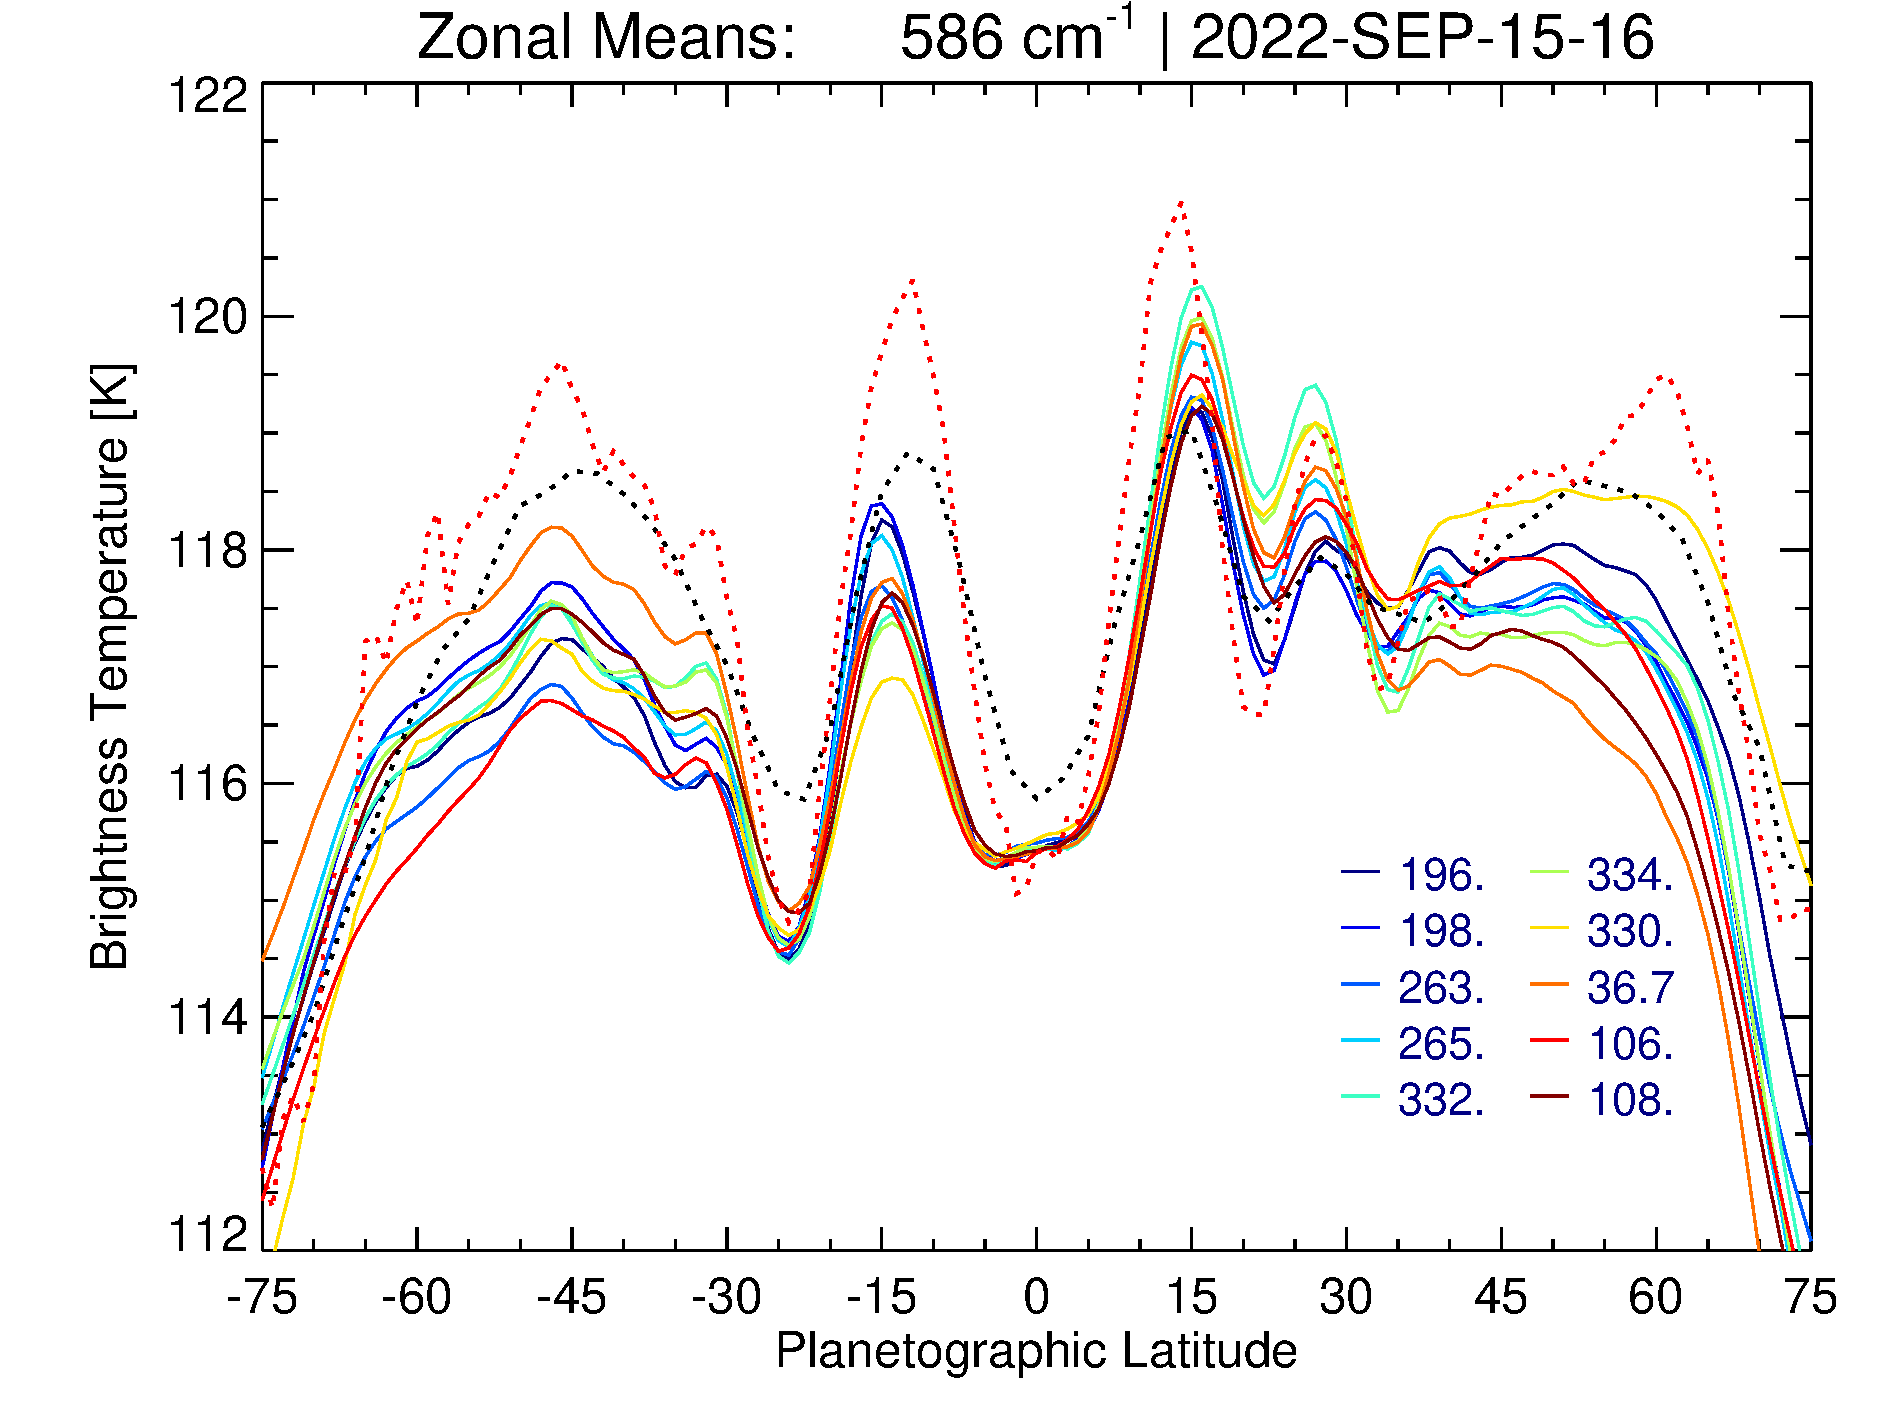 Zonal Means: 586 cm-1 | 2022-SEP-15-16
Brightness Temperature [K]
122
120
118
116
114
112
196. 334.
198. 330.
263. 36.7
265. 106.
332. 108.
-75 -60 -45 -30 -15 0 15 30 45 60 75
Planetographic Latitude